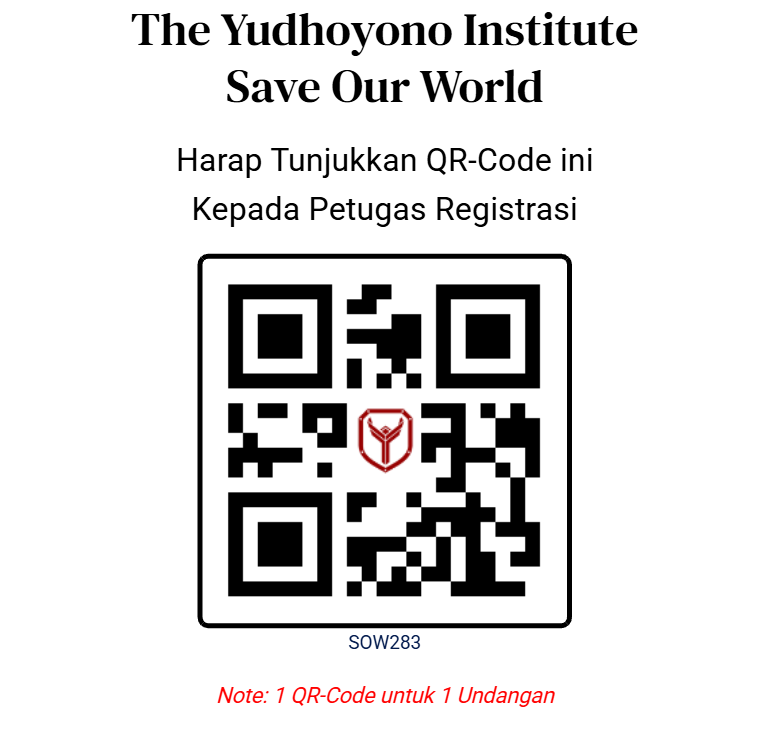 The Yudhoyono Institute
Save Our World
Harap Tunjukkan QR-Code ini
Kepada Petugas Registrasi
SOW283
Note: 1 QR-Code untuk 1 Undangan